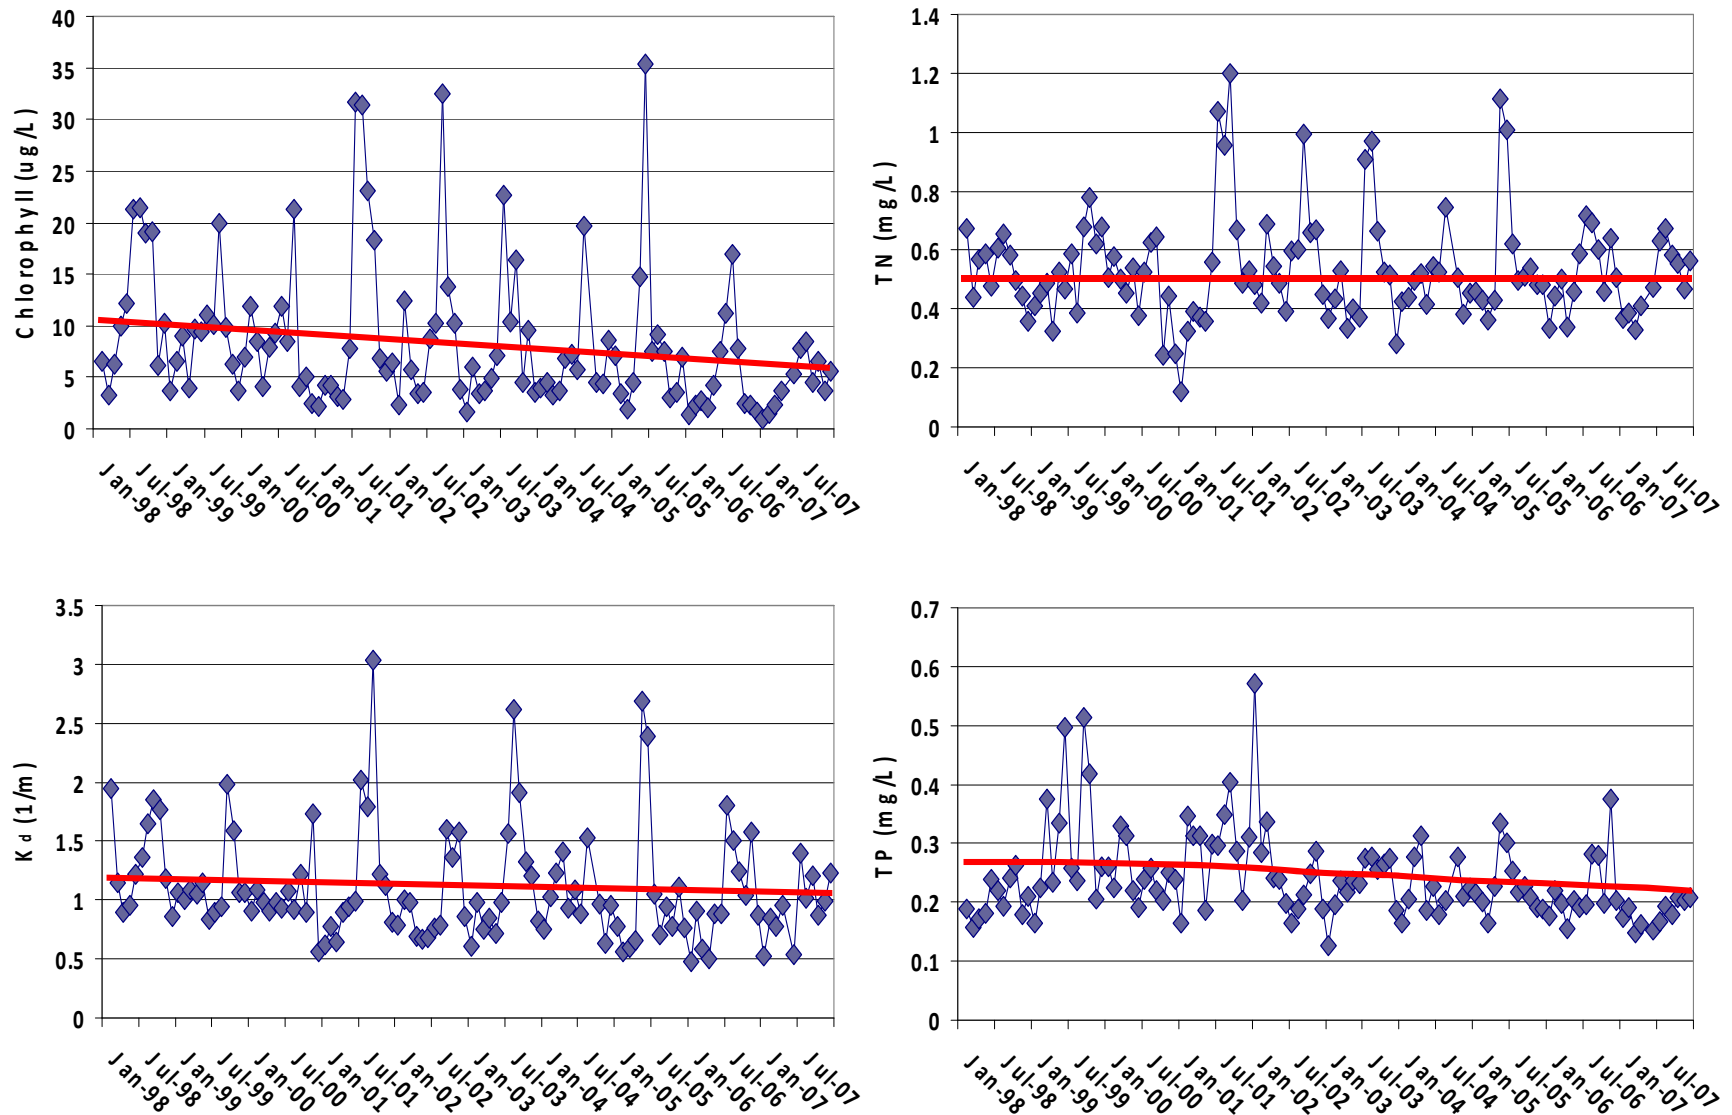 Chlorophyll (ug/L)
40
35
30
25
20
15
10
5
0
Jan-98
Jul-98
Jan-99
Jul-99
Jan-00
Jul-00
Jan-01
Jul-01
Jan-02
Jul-02
Jan-03
Jul-03
Jan-04
Jul-04
Jan-05
Jul-05
Jan-06
Jul-06
Jan-07
Jul-07
TN (mg/L)
1.4
1.2
1
0.8
0.6
0.4
0.2
0
Jan-98
Jul-98
Jan-99
Jul-99
Jan-00
Jul-00
Jan-01
Jul-01
Jan-02
Jul-02
Jan-03
Jul-03
Jan-04
Jul-04
Jan-05
Jul-05
Jan-06
Jul-06
Jan-07
Jul-07
Kd (1/m)
3.5
3
2.5
2
1.5
1
0.5
0
Jan-98
Jul-98
Jan-99
Jul-99
Jan-00
Jul-00
Jan-01
Jul-01
Jan-02
Jul-02
Jan-03
Jul-03
Jan-04
Jul-04
Jan-05
Jul-05
Jan-06
Jul-06
Jan-07
Jul-07
TP (mg/L)
0.7
0.6
0.5
0.4
0.3
0.2
0.1
0
Jan-98
Jul-98
Jan-99
Jul-99
Jan-00
Jul-00
Jan-01
Jul-01
Jan-02
Jul-02
Jan-03
Jul-03
Jan-04
Jul-04
Jan-05
Jul-05
Jan-06
Jul-06
Jan-07
Jul-07